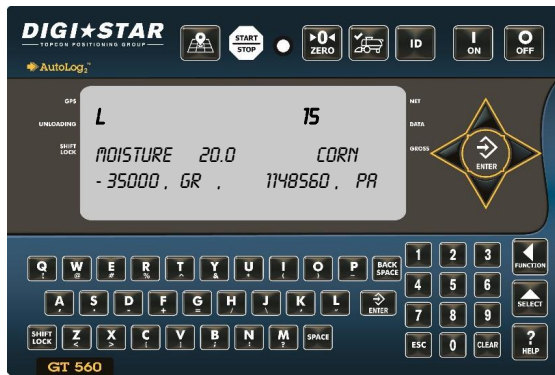 DIGI★STAR
TOPCON POSITIONING GROUP
AutoLog2™
START
STOP
0
ZERO
ID
I
ON
O
OFF
GPS
UNLOADING
SHIFT
LOCK
L 15
MOISTURE 20.0 CORN
-35000, GR , 1148560, PA
NET
DATA
GROSS
ENTER
Q W E R T Y U I O P BACK
SPACE
! @ # % ^ & * ( )
A S D F G H J K L ENTER
SHIFT
LOCK
Z X C V B N M SPACE
< > ?
1 2 3
4 5 6
7 8 9
ESC 0 CLEAR
FUNCTION
SELECT
?
HELP
GT 560